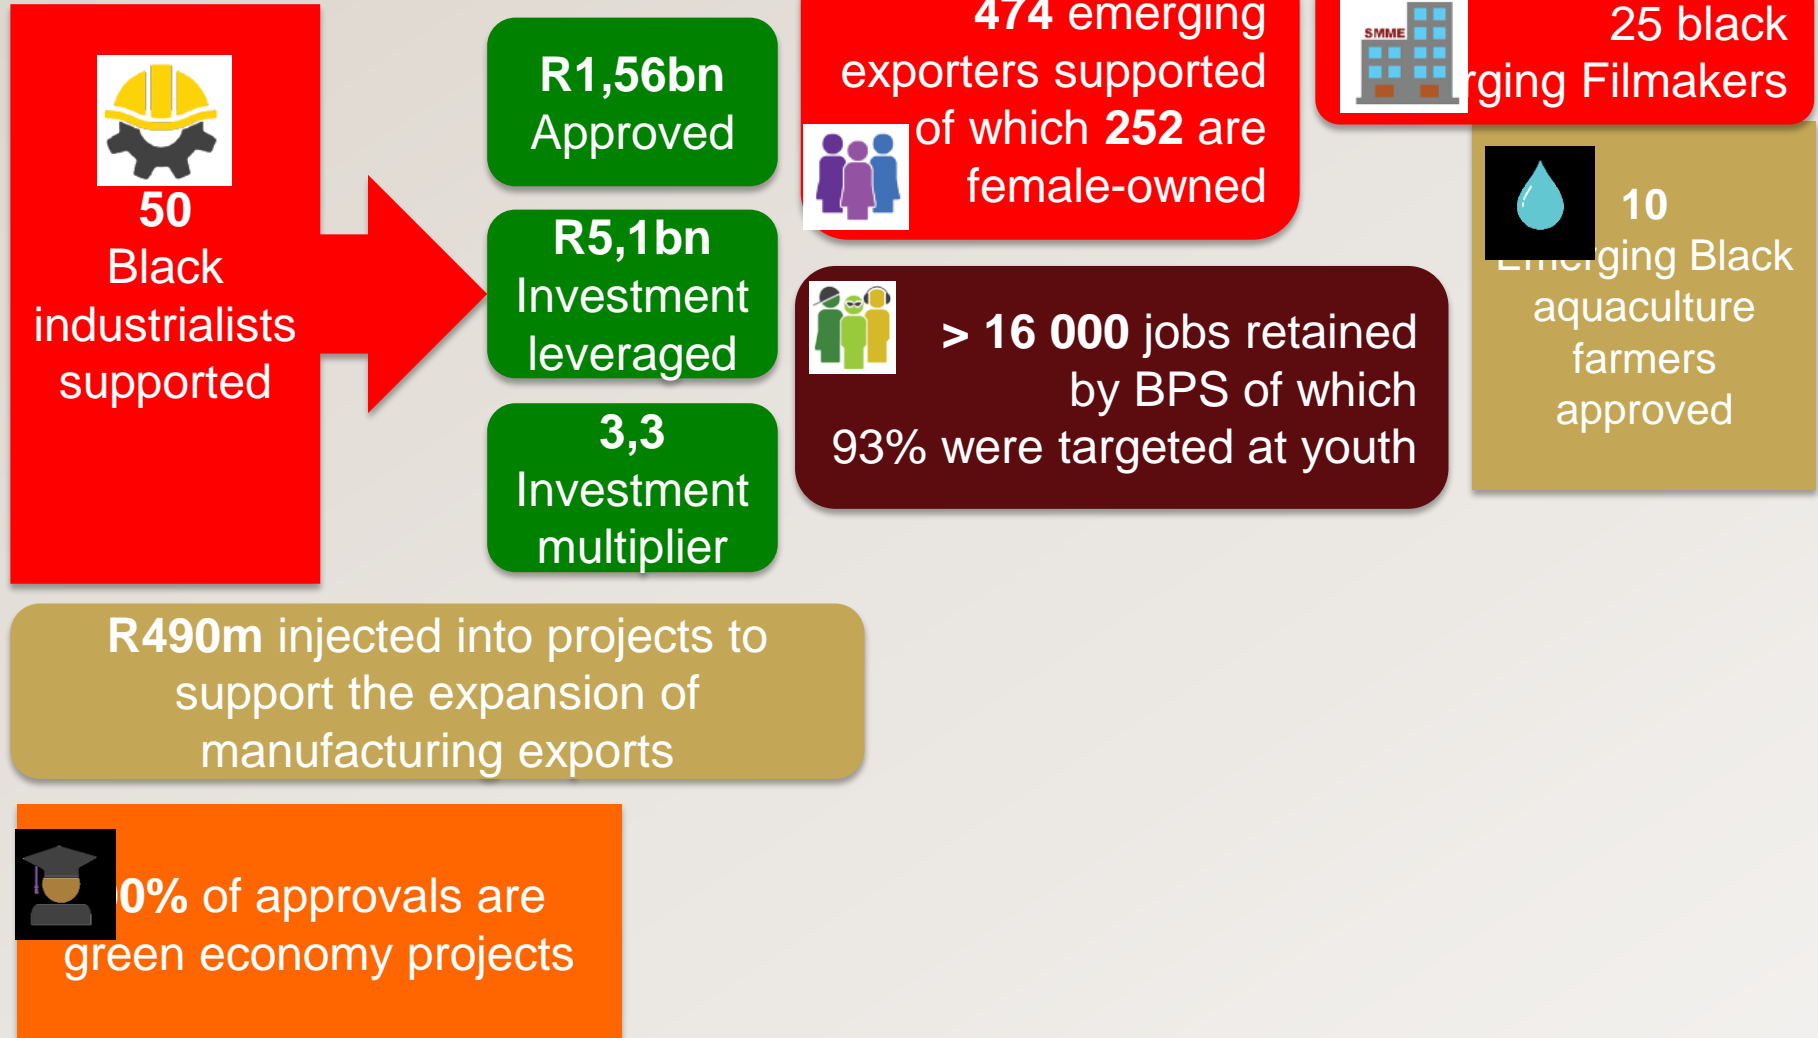 50
Black
industrialists
supported
R1,56bn
Approved
R5,1bn
Investment
leveraged
3,3
Investment
multiplier
474 emerging
exporters supported
of which 252 are
female-owned
SMME
25 black
Filmakers
> 16 000 jobs retained
by BPS of which
93% were targeted at youth
10
Emerging Black
aquaculture
farmers
approved
R490m injected into projects to
support the expansion of
manufacturing exports
of approvals are
green economy projects